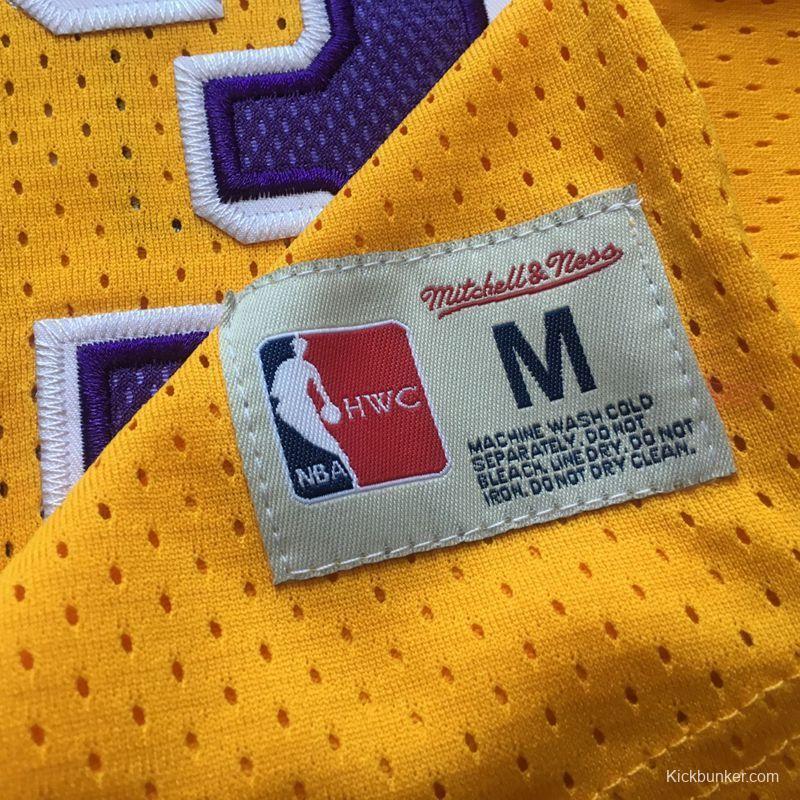 Mitchell & Ness
M
HWC
NBA
MACHINE WASH COLD
SEPARATELY. DO NOT
BLEACH. LINE DRY. DO NOT
IRON. DO NOT DRY CLEAN.
Kickbunker.com